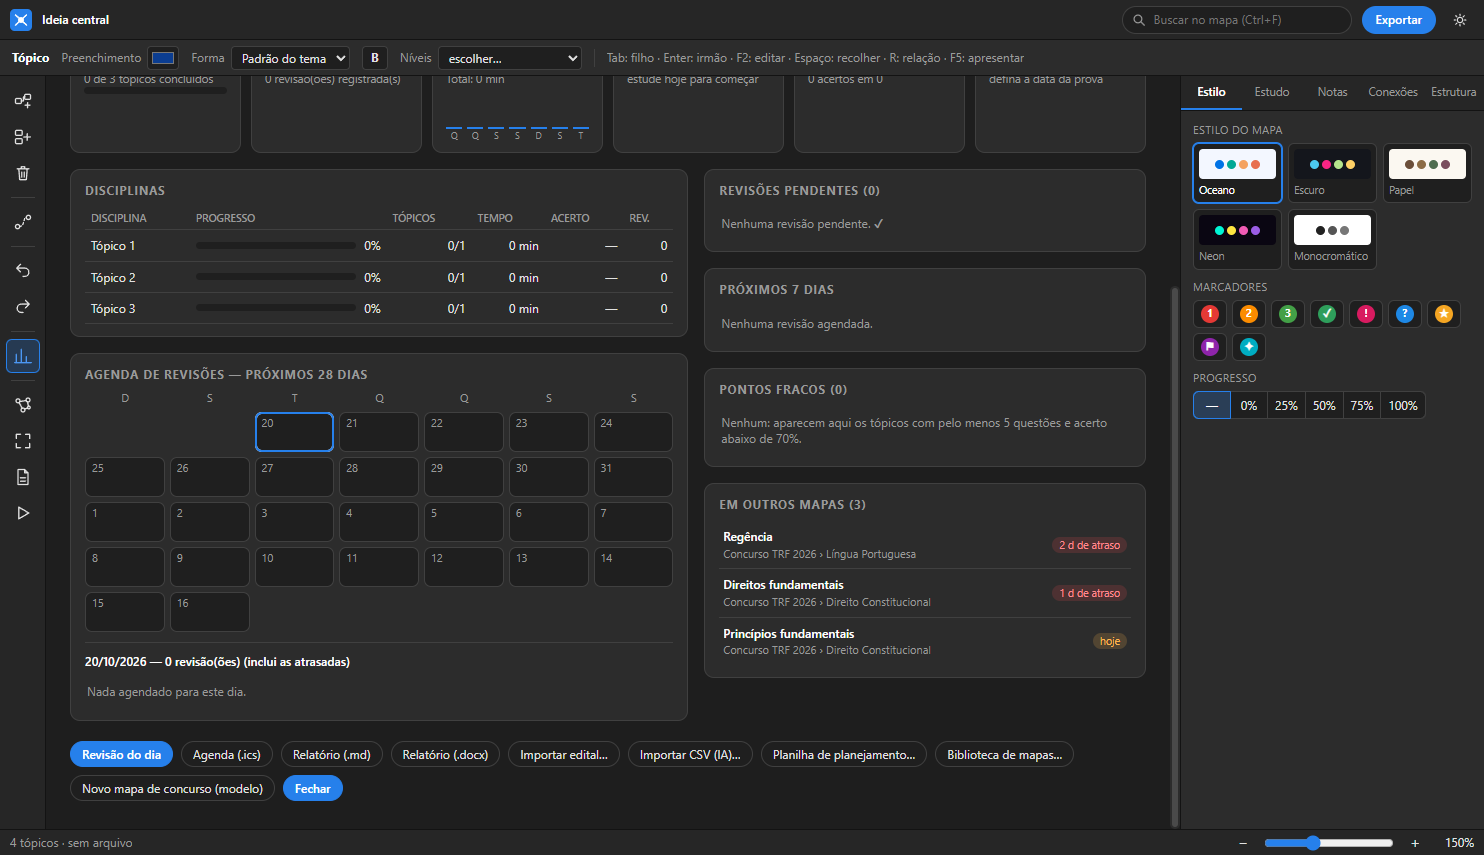 Ideia central
Buscar no mapa (Ctrl+F)
Exportar
Tópico
Preenchimento
Forma
Padrão do tema
B
Níveis
escolher...
Tab: filho · Enter: irmão · F2: editar · Espaço: recolher · R: relação · F5: apresentar
0 de 3 tópicos concluídos
0 revisão(ões) registrada(s)
Total: 0 min
Q Q S S D S T
estude hoje para começar
0 acertos em 0
defina a data da prova
DISCIPLINAS
DISCIPLINA PROGRESSO TÓPICOS TEMPO ACERTO REV.
Tópico 1 0% 0/1 0 min — 0
Tópico 2 0% 0/1 0 min — 0
Tópico 3 0% 0/1 0 min — 0
AGENDA DE REVISÕES — PRÓXIMOS 28 DIAS
D S T Q Q S S
20 21 22 23 24
25 26 27 28 29 30 31
1 2 3 4 5 6 7
8 9 10 11 12 13 14
15 16
20/10/2026 — 0 revisão(ões) (inclui as atrasadas)
Nada agendado para este dia.
REVISÕES PENDENTES (0)
Nenhuma revisão pendente. ✓
PRÓXIMOS 7 DIAS
Nenhuma revisão agendada.
PONTOS FRACOS (0)
Nenhum: aparecem aqui os tópicos com pelo menos 5 questões e acerto
abaixo de 70%.
EM OUTROS MAPAS (3)
Regência
Concurso TRF 2026 › Língua Portuguesa
2 d de atraso
Direitos fundamentais
Concurso TRF 2026 › Direito Constitucional
1 d de atraso
Princípios fundamentais
Concurso TRF 2026 › Direito Constitucional
hoje
Revisão do dia
Agenda (.ics)
Relatório (.md)
Relatório (.docx)
Importar edital...
Importar CSV (IA)...
Planilha de planejamento...
Biblioteca de mapas...
Novo mapa de concurso (modelo)
Fechar
Estilo Estudo Notas Conexões Estrutura
ESTILO DO MAPA
Oceano
Escuro
Papel
Neon
Monocromático
MARCADORES
1 2 3 ✓ ! ? ★
PROGRESSO
— 0% 25% 50% 75% 100%
4 tópicos · sem arquivo
− + 150%